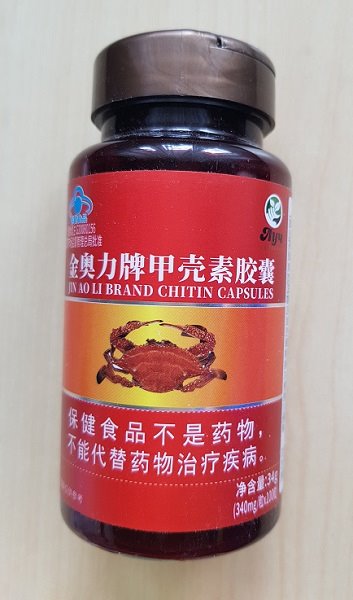 金奥力牌甲壳素胶囊
JIN AO LI BRAND CHITIN CAPSULES
保健食品不是药物，
不能代替药物治疗疾病。
净含量:34g